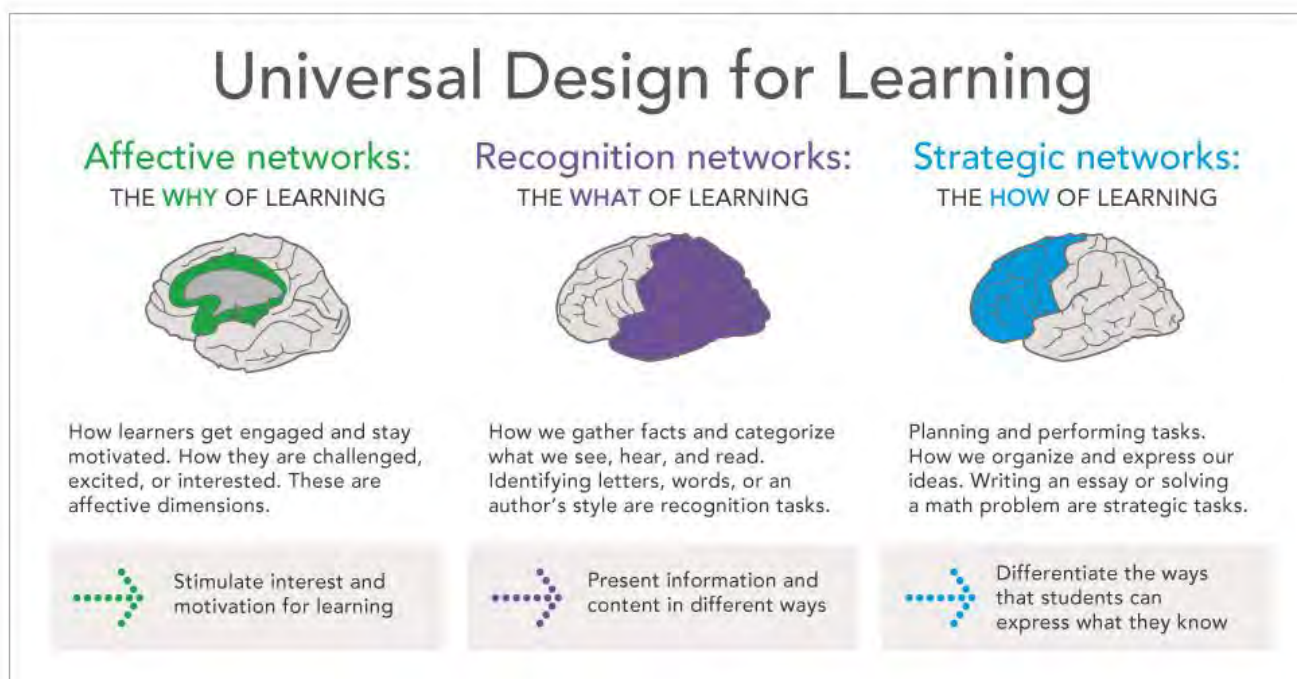 Universal Design for Learning
Affective networks:
THE WHY OF LEARNING
How learners get engaged and stay
motivated. How they are challenged,
excited, or interested. These are
affective dimensions.
Stimulate interest and
motivation for learning
Recognition networks:
THE WHAT OF LEARNING
How we gather facts and categorize
what we see, hear, and read.
Identifying letters, words, or an
author's style are recognition tasks.
Present information and
content in different ways
Strategic networks:
THE HOW OF LEARNING
Planning and performing tasks.
How we organize and express our
ideas. Writing an essay or solving
a math problem are strategic tasks.
Differentiate the ways
that students can
express what they know